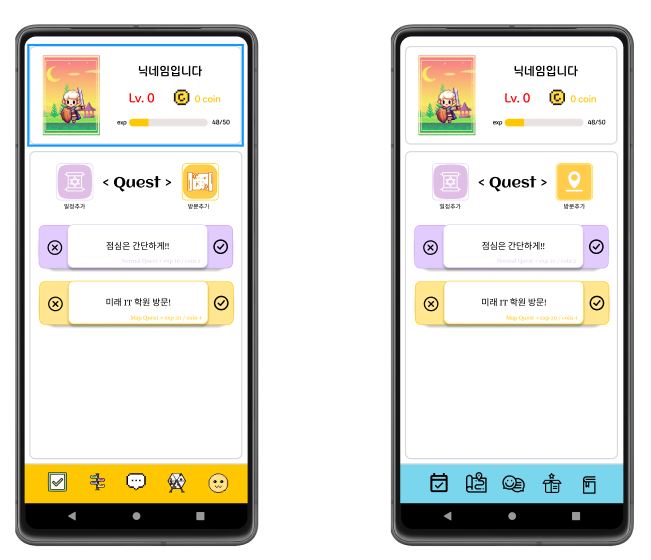 닉네임입니다
Lv. 0
0 coin
exp
48/50
< Quest >
일정추가
방문추가
점심은 간단하게!!
Normal Quest + exp 10 / coin 2
미래 IT 학원 방문!
Map Quest + exp 20 / coin 4
닉네임입니다
Lv. 0
0 coin
exp
48/50
< Quest >
일정추가
방문추가
점심은 간단하게!!
Normal Quest + exp 10 / coin 2
미래 IT 학원 방문!
Map Quest + exp 20 / coin 4